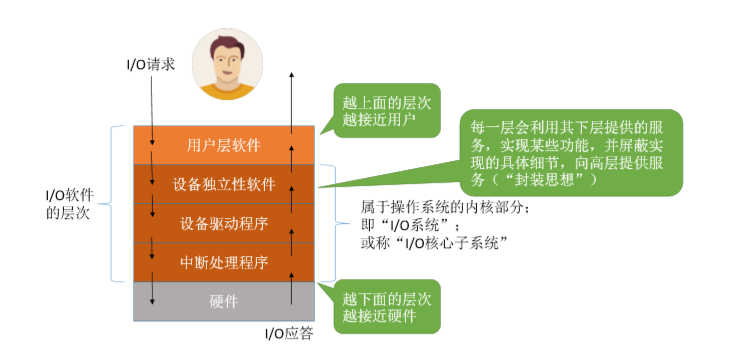 I/O请求
越上面的层次
越接近用户
每一层会利用其下层提供的服
务，实现某些功能，并屏蔽实
现的具体细节，向高层提供服
务（“封装思想”）
用户层软件
设备独立性软件
I/O软件
的层次
设备驱动程序
属于操作系统的内核部分；
即“I/O系统”；
或称“I/O核心子系统”
中断处理程序
硬件
越下面的层次
越接近硬件
I/O应答